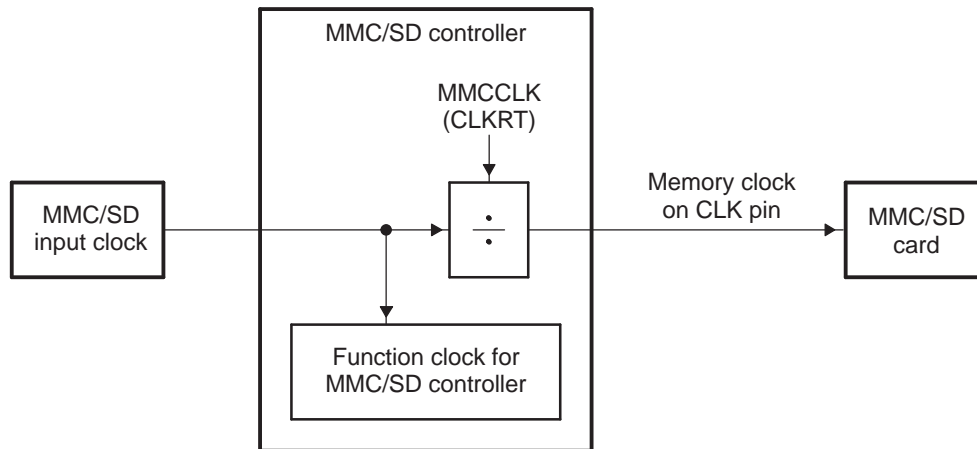 MMC/SD controller
MMCCLK
(CLKRT)
MMC/SD
input clock
Memory clock
on CLK pin
MMC/SD
card
Function clock for
MMC/SD controller